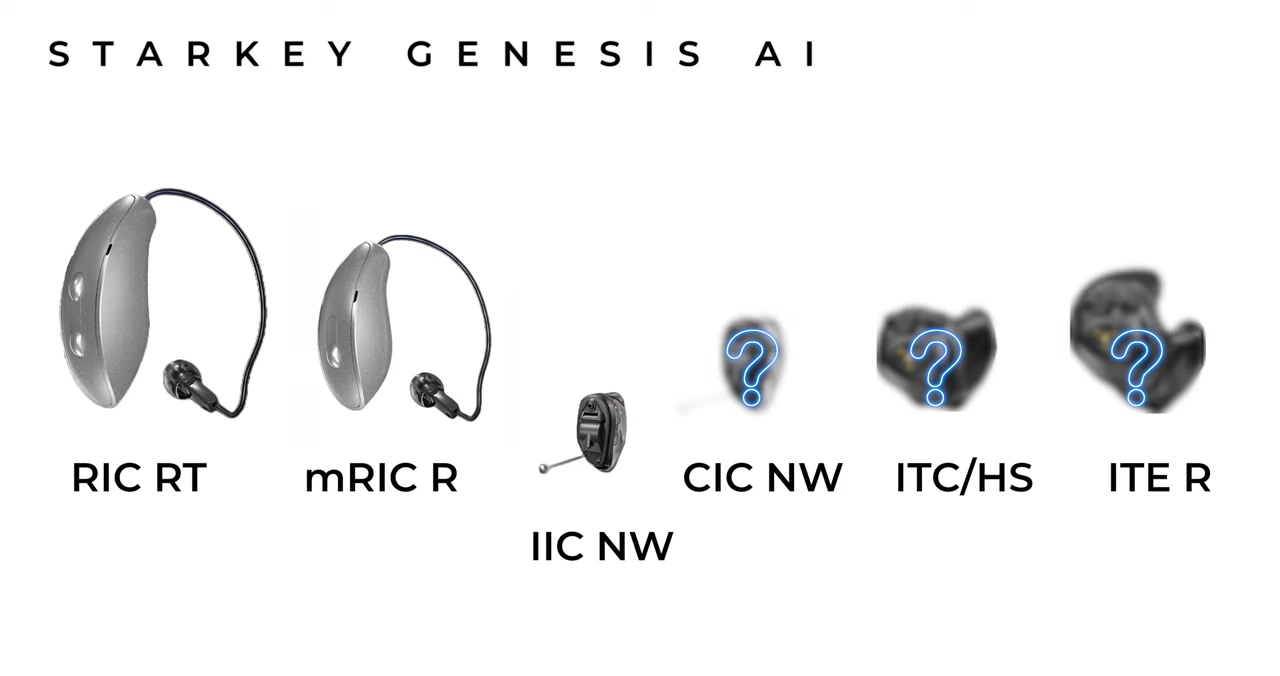 STARKEY GENESIS AI
?
?
?
RIC RT
mRIC R
IIC NW
CIC NW
ITC/HS
ITE R